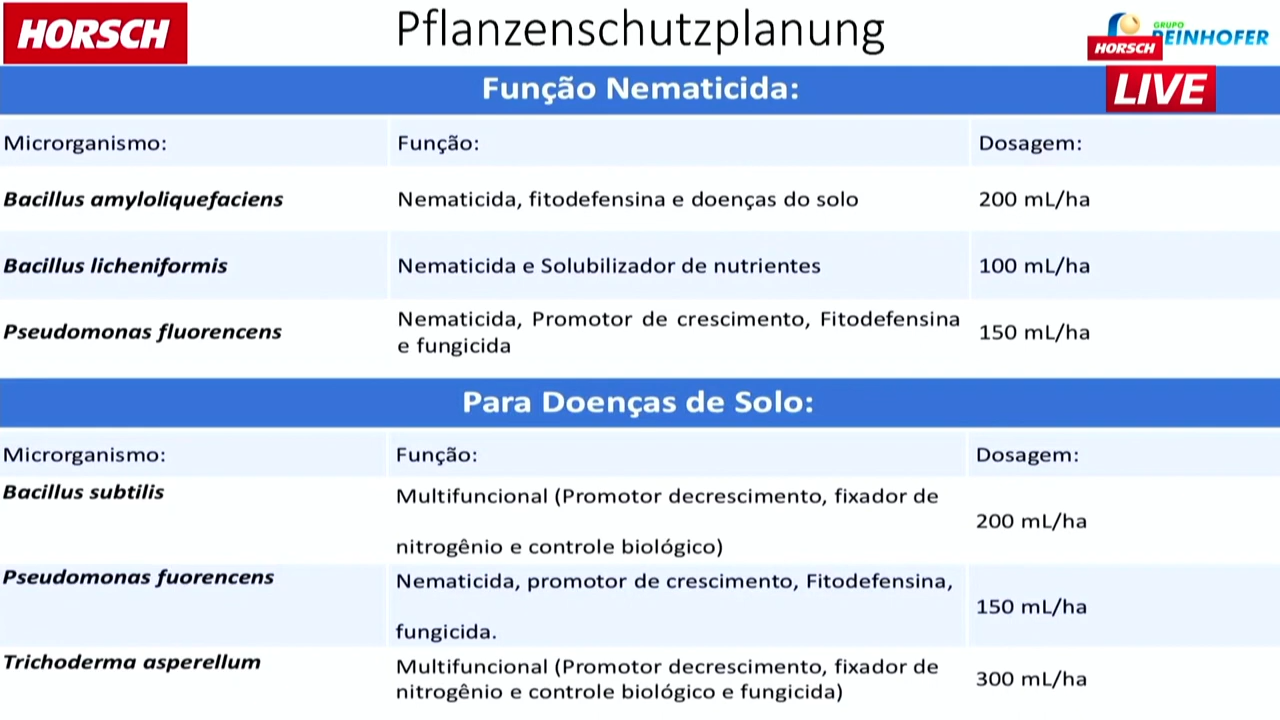 HORSCH
Pflanzenschutzplanung
GRUPO
REINHOFER
HORSCH
LIVE
Função Nematicida:
Microrganismo: Função: Dosagem:
Bacillus amyloliquefaciens Nematicida, fitodefensina e doenças do solo 200 mL/ha
Bacillus licheniformis Nematicida e Solubilizador de nutrientes 100 mL/ha
Pseudomonas fluorencens Nematicida, Promotor de crescimento, Fitodefensina
e fungicida 150 mL/ha
Para Doenças de Solo:
Microrganismo: Função: Dosagem:
Bacillus subtilis Multifuncional (Promotor decrescimento, fixador de
nitrogênio e controle biológico) 200 mL/ha
Pseudomonas fuorencens Nematicida, promotor de crescimento, Fitodefensina,
fungicida. 150 mL/ha
Trichoderma asperellum Multifuncional (Promotor decrescimento, fixador de
nitrogênio e controle biológico e fungicida) 300 mL/ha